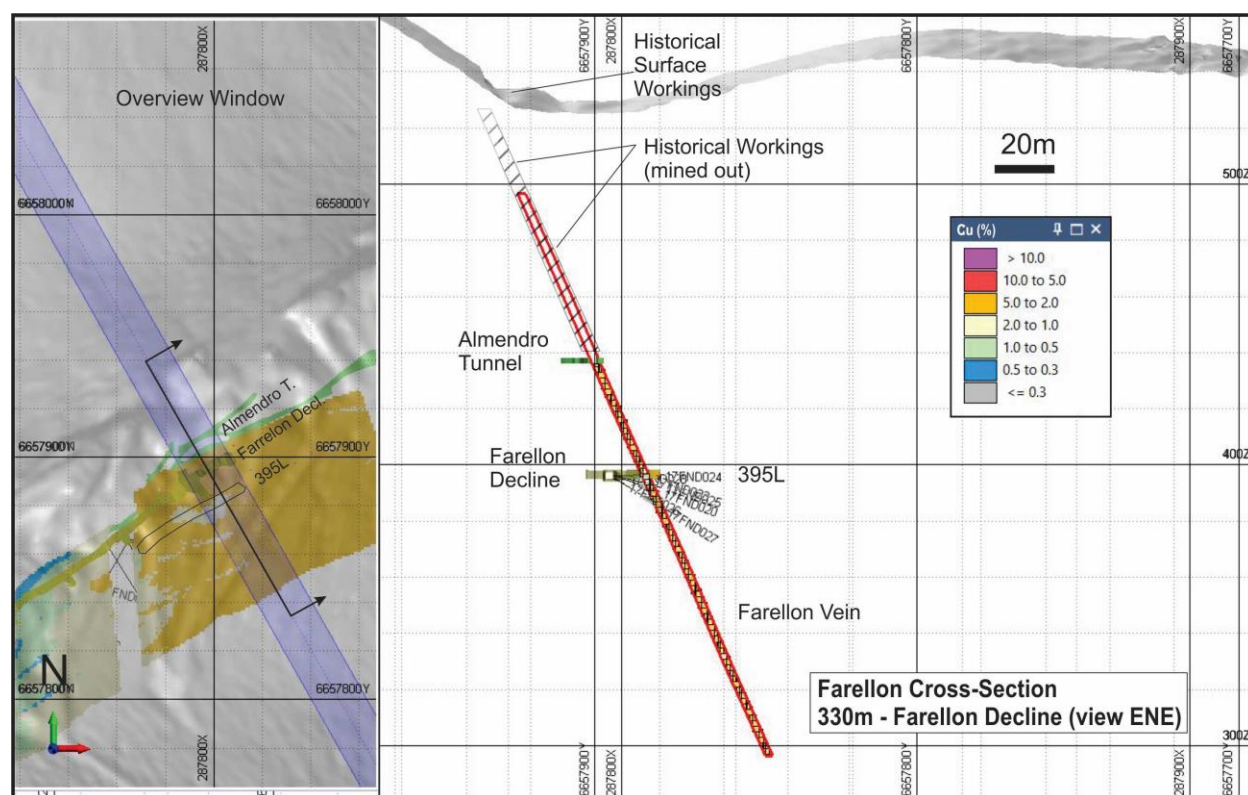 Overview Window
287800X
6658000N
6658000Y
Almendro T.
Farrelon Decl.
395L
6657900Y
FND
N
6657800Y
287800X
Historical
Surface
Workings
Historical Workings
(mined out)
6657900Y
287800X
6657800Y
287900X
6657700Y
20m
500Z
Cu (%)
> 10.0
10.0 to 5.0
5.0 to 2.0
2.0 to 1.0
1.0 to 0.5
0.5 to 0.3
<= 0.3
Almendro
Tunnel
Farellon
Decline
395L
17FND024
17FND020
17FND027
400Z
Farellon Vein
Farellon Cross-Section
330m - Farellon Decline (view ENE)
300Z
6657900Y
287800X
6657800Y
287900X
6657700Y